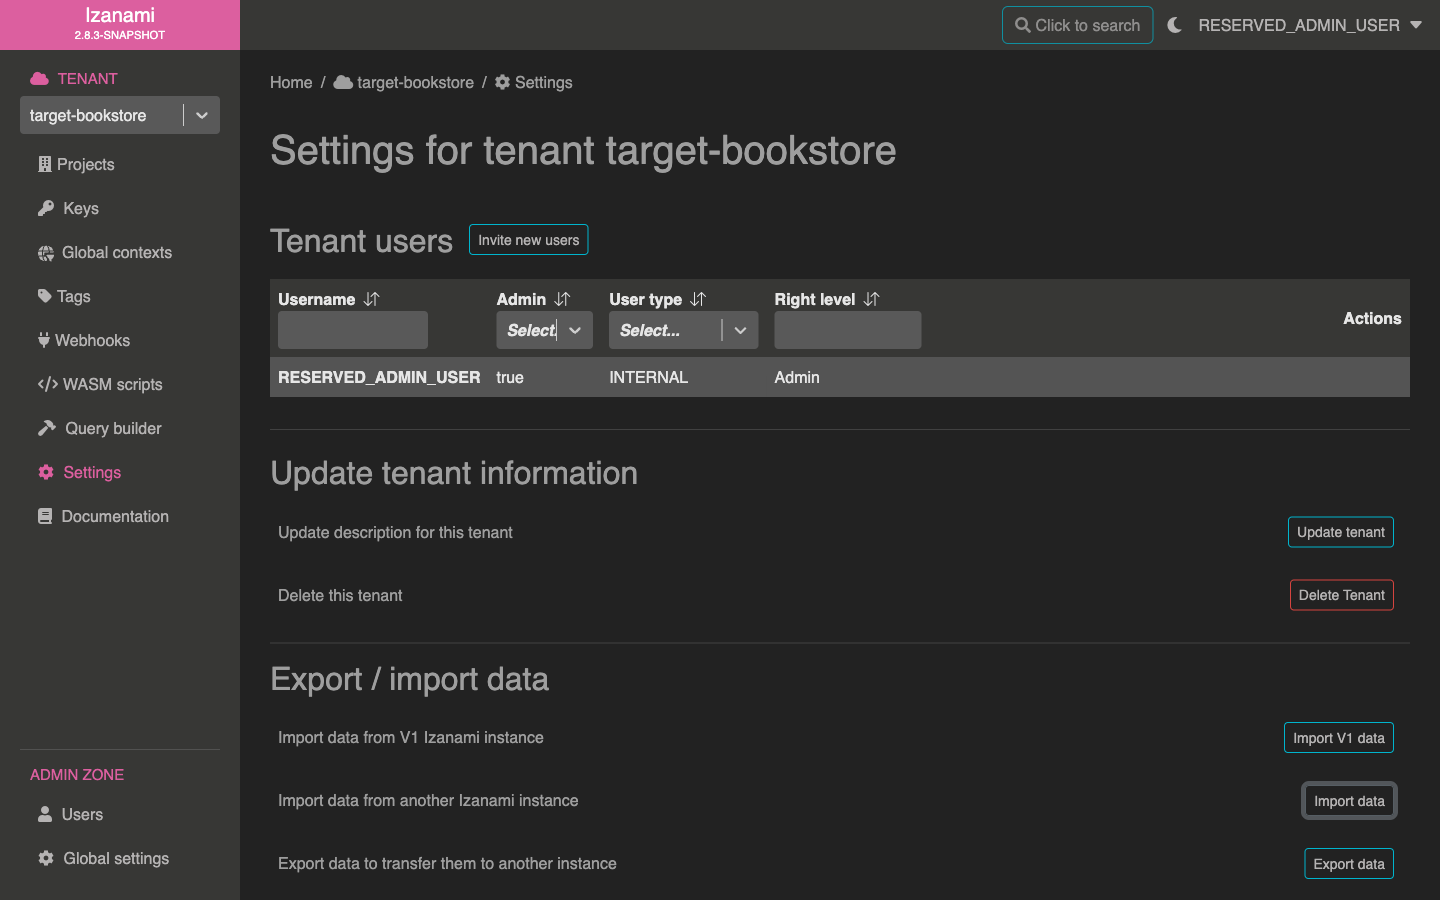 Izanami
2.8.3-SNAPSHOT
Click to search
RESERVED_ADMIN_USER
TENANT
target-bookstore
Projects
Keys
Global contexts
Tags
Webhooks
WASM scripts
Query builder
Settings
Documentation
ADMIN ZONE
Users
Global settings
Home / target-bookstore / Settings
Settings for tenant target-bookstore
Tenant users
Invite new users
Username Admin User type Right level Actions
Select... Select...
RESERVED_ADMIN_USER true INTERNAL Admin
Update tenant information
Update description for this tenant Update tenant
Delete this tenant Delete Tenant
Export / import data
Import data from V1 Izanami instance Import V1 data
Import data from another Izanami instance Import data
Export data to transfer them to another instance Export data